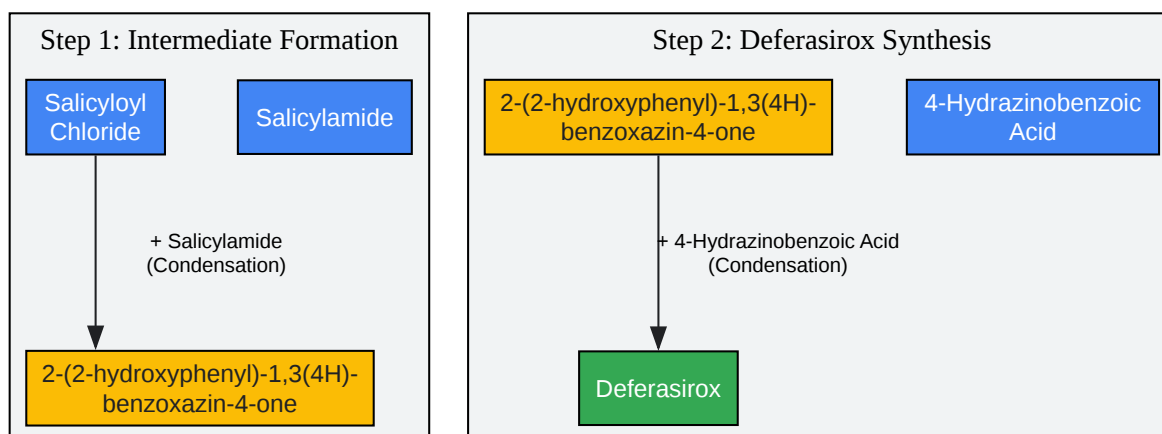 Step 1: Intermediate Formation
Salicyloyl
Chloride
Salicylamide
+ Salicylamide
(Condensation)
2-(2-hydroxyphenyl)-1,3(4H)-
benzoxazin-4-one
Step 2: Deferasirox Synthesis
2-(2-hydroxyphenyl)-1,3(4H)-
benzoxazin-4-one
4-Hydrazinobenzoic
Acid
+ 4-Hydrazinobenzoic Acid
(Condensation)
Deferasirox